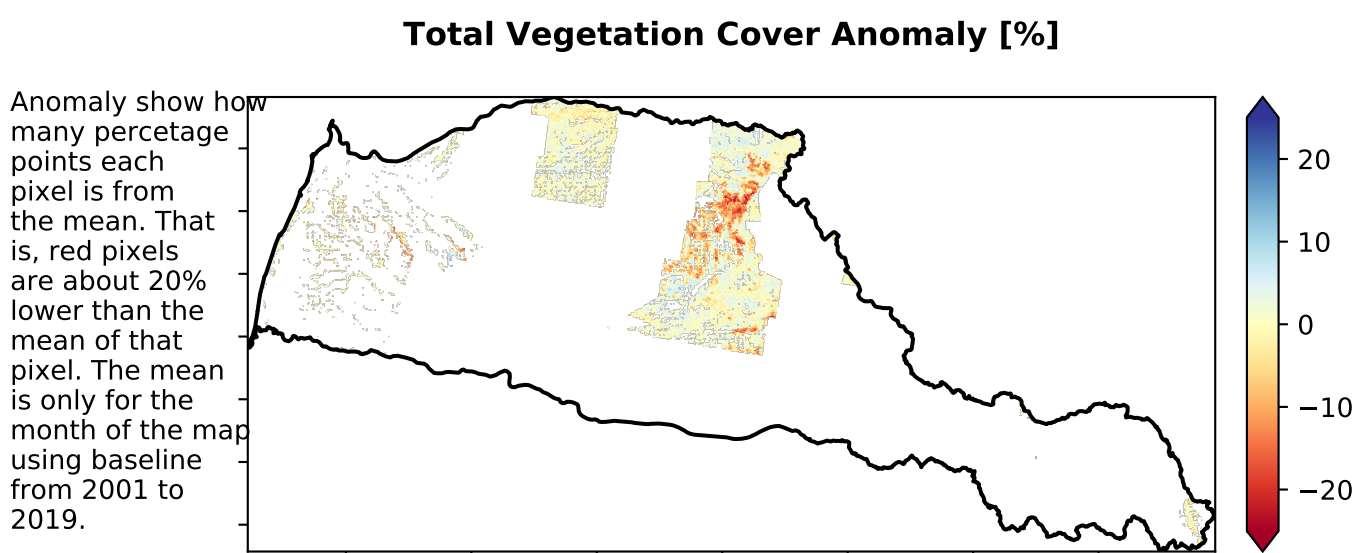 Total Vegetation Cover Anomaly [%]
Anomaly show how
many percetage
points each
pixel is from
the mean. That
is, red pixels
are about 20%
lower than the
mean of that
pixel. The mean
is only for the
month of the map
using baseline
from 2001 to
2019.
20
10
0
−10
−20